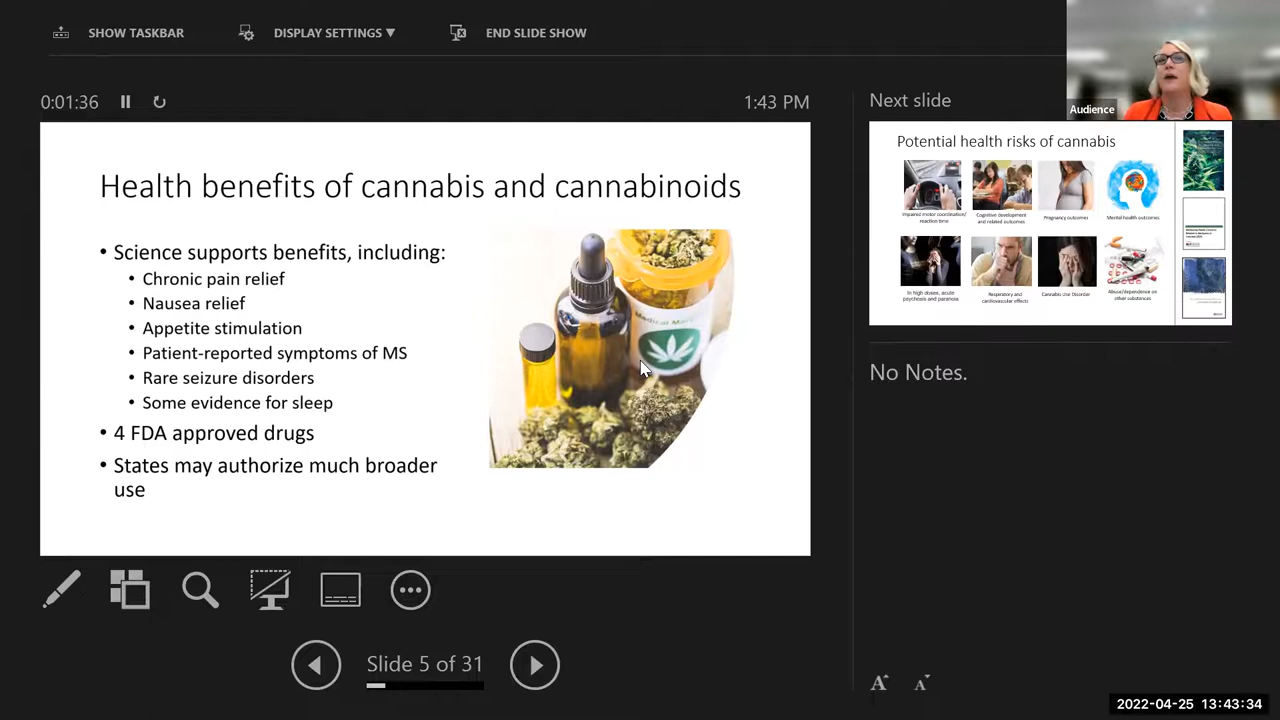 SHOW TASKBAR
DISPLAY SETTINGS ▼
END SLIDE SHOW
Audience
0:01:36
1:43 PM
Health benefits of cannabis and cannabinoids
• Science supports benefits, including:
• Chronic pain relief
• Nausea relief
• Appetite stimulation
• Patient-reported symptoms of MS
• Rare seizure disorders
• Some evidence for sleep
• 4 FDA approved drugs
• States may authorize much broader
use
Next slide
Potential health risks of cannabis
Impaired motor coordination/
reaction time
Cognitive development
and related outcomes
Pregnancy outcomes
Mental health outcomes
In high doses, acute
psychosis and paranoia
Respiratory and
cardiovascular effects
Cannabis Use Disorder
Abuse/dependence on
other substances
No Notes.
Slide 5 of 31
A A
2022-04-25 13:43:34